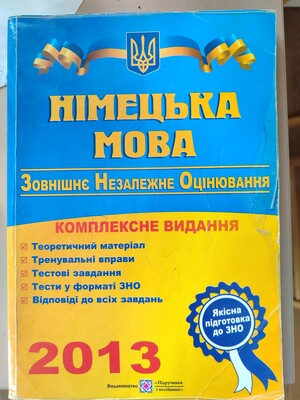 НІМЕЦЬКА
МОВА
Зовнішнє Незалежне Оцінювання
КОМПЛЕКСНЕ ВИДАННЯ
Теоретичний матеріал
Тренувальні вправи
Тестові завдання
Тести у форматі ЗНО
Відповіді до всіх завдань
Якісна
підготовка
до ЗНО
2013
Видавництво «Підручники
і посібники»